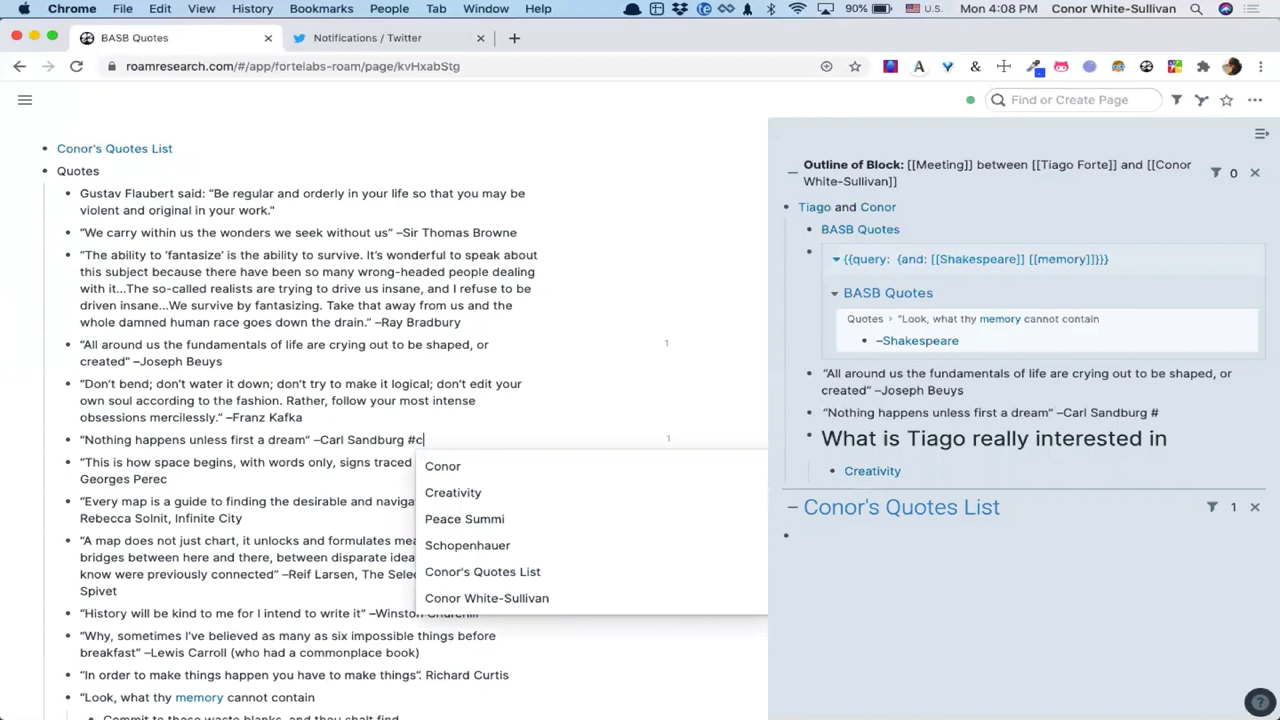 Chrome File Edit View History Bookmarks People Tab Window Help 90% U.S. Mon 4:08 PM Conor White-Sullivan
BASB Quotes
Notifications / Twitter
roamresearch.com/#/app/fortelabs-roam/page/kvHxabStg
Find or Create Page
Conor's Quotes List
Quotes
Gustav Flaubert said: “Be regular and orderly in your life so that you may be
violent and original in your work."
“We carry within us the wonders we seek without us” –Sir Thomas Browne
“The ability to ‘fantasize’ is the ability to survive. It’s wonderful to speak about
this subject because there have been so many wrong-headed people dealing
with it...The so-called realists are trying to drive us insane, and I refuse to be
driven insane...We survive by fantasizing. Take that away from us and the
whole damned human race goes down the drain.” –Ray Bradbury
“All around us the fundamentals of life are crying out to be shaped, or
created” –Joseph Beuys
1
“Don’t bend; don’t water it down; don’t try to make it logical; don’t edit your
own soul according to the fashion. Rather, follow your most intense
obsessions mercilessly.” –Franz Kafka
“Nothing happens unless first a dream” –Carl Sandburg #c
1
“This is how space begins, with words only, signs traced
Georges Perec
“Every map is a guide to finding the desirable and naviga
Rebecca Solnit, Infinite City
“A map does not just chart, it unlocks and formulates mea
bridges between here and there, between disparate idea
know were previously connected” –Reif Larsen, The Sele
Spivet
“History will be kind to me for I intend to write it” –Winston Churchill
“Why, sometimes I’ve believed as many as six impossible things before
breakfast” –Lewis Carroll (who had a commonplace book)
“In order to make things happen you have to make things”. Richard Curtis
“Look, what thy memory cannot contain
Commit to these waste blanks, and thou shalt find
Conor
Creativity
Peace Summi
Schopenhauer
Conor's Quotes List
Conor White-Sullivan
Outline of Block: [[Meeting]] between [[Tiago Forte]] and [[Conor
White-Sullivan]]
0
Tiago and Conor
BASB Quotes
{{query: {and: [[Shakespeare]] [[memory]]}}}
BASB Quotes
Quotes › “Look, what thy memory cannot contain
–Shakespeare
“All around us the fundamentals of life are crying out to be shaped, or
created” –Joseph Beuys
“Nothing happens unless first a dream” –Carl Sandburg #
What is Tiago really interested in
Creativity
Conor's Quotes List
1